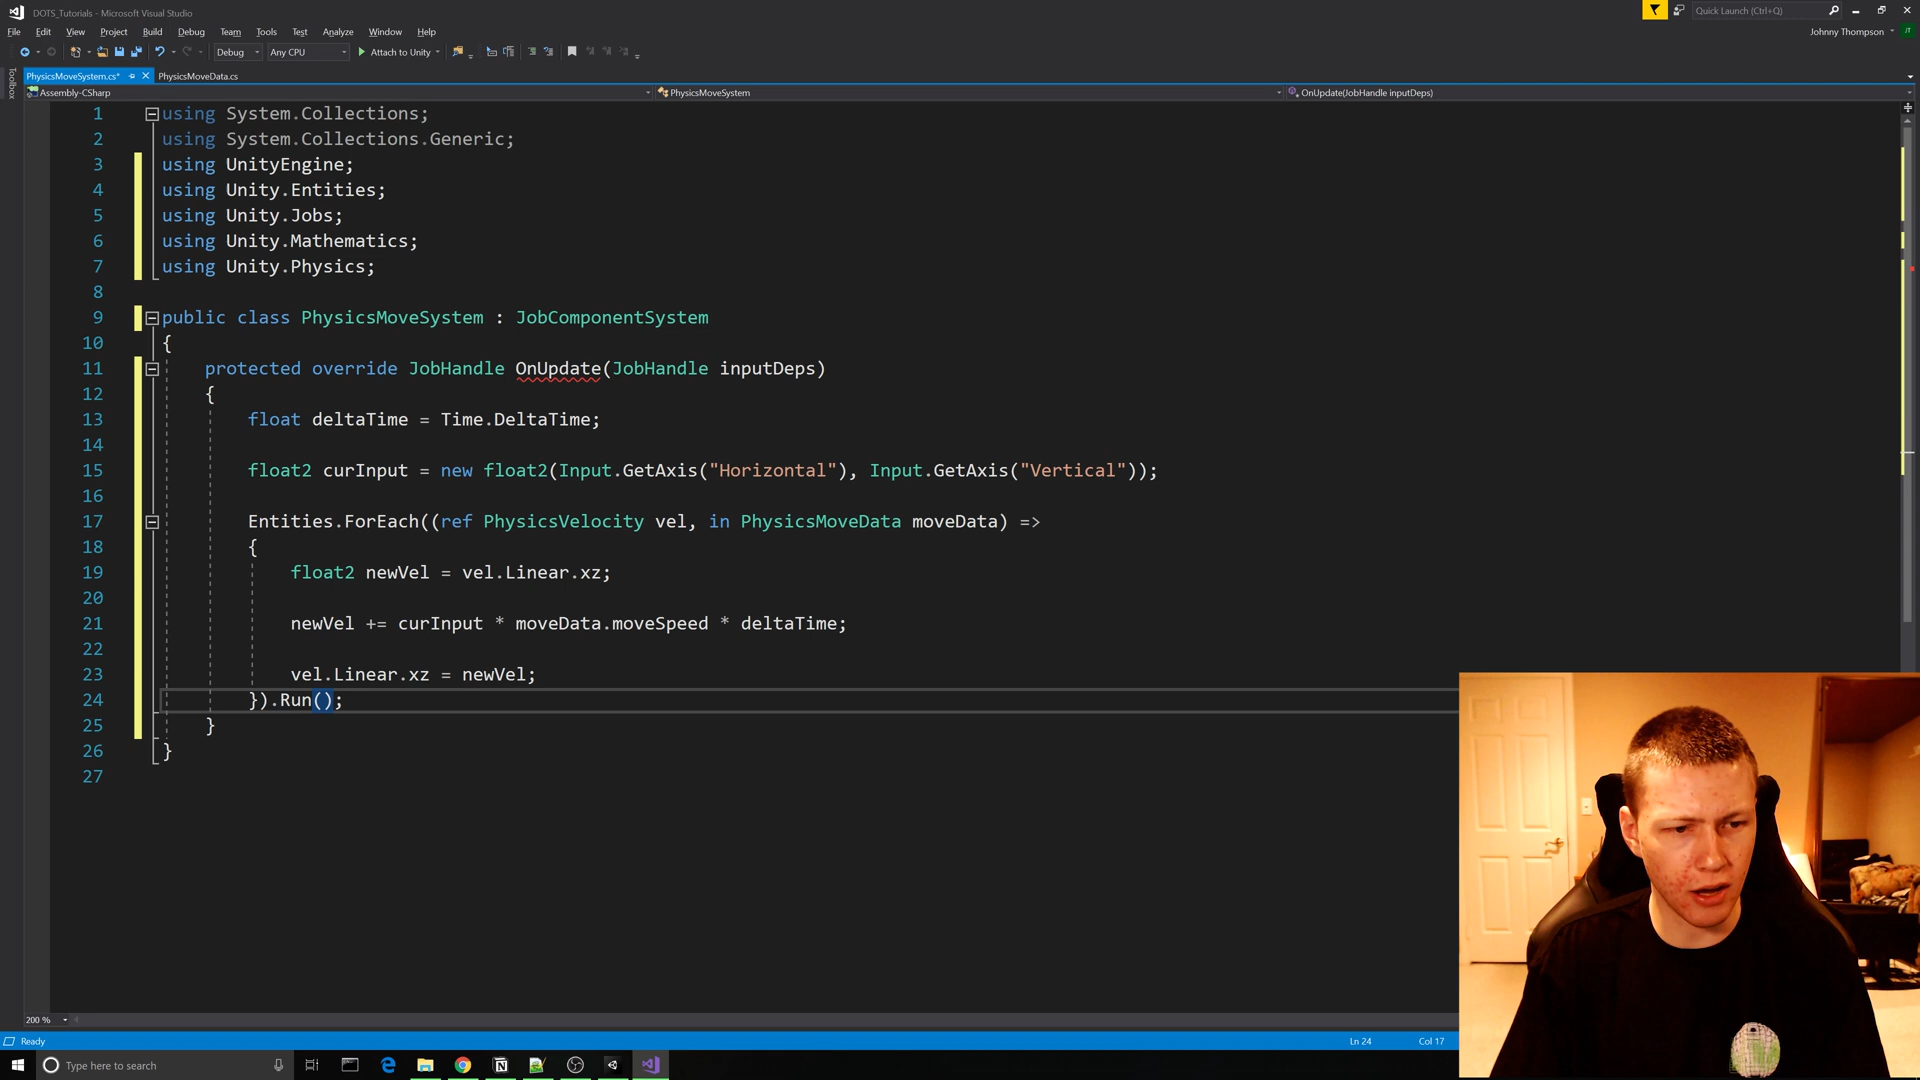 DOTS_Tutorials - Microsoft Visual Studio
Quick Launch (Ctrl+Q)
File Edit View Project Build Debug Team Tools Test Analyze Window Help
Johnny Thompson
JT
Debug Any CPU Attach to Unity
Toolbox
PhysicsMoveSystem.cs* PhysicsMoveData.cs
Assembly-CSharp PhysicsMoveSystem OnUpdate(JobHandle inputDeps)
1 using System.Collections;
2 using System.Collections.Generic;
3 using UnityEngine;
4 using Unity.Entities;
5 using Unity.Jobs;
6 using Unity.Mathematics;
7 using Unity.Physics;
8
9 public class PhysicsMoveSystem : JobComponentSystem
10 {
11 protected override JobHandle OnUpdate(JobHandle inputDeps)
12 {
13 float deltaTime = Time.DeltaTime;
14
15 float2 curInput = new float2(Input.GetAxis("Horizontal"), Input.GetAxis("Vertical"));
16
17 Entities.ForEach((ref PhysicsVelocity vel, in PhysicsMoveData moveData) =>
18 {
19 float2 newVel = vel.Linear.xz;
20
21 newVel += curInput * moveData.moveSpeed * deltaTime;
22
23 vel.Linear.xz = newVel;
24 }).Run();
25 }
26 }
27
200 %
Ready Ln 24 Col 17
Type here to search